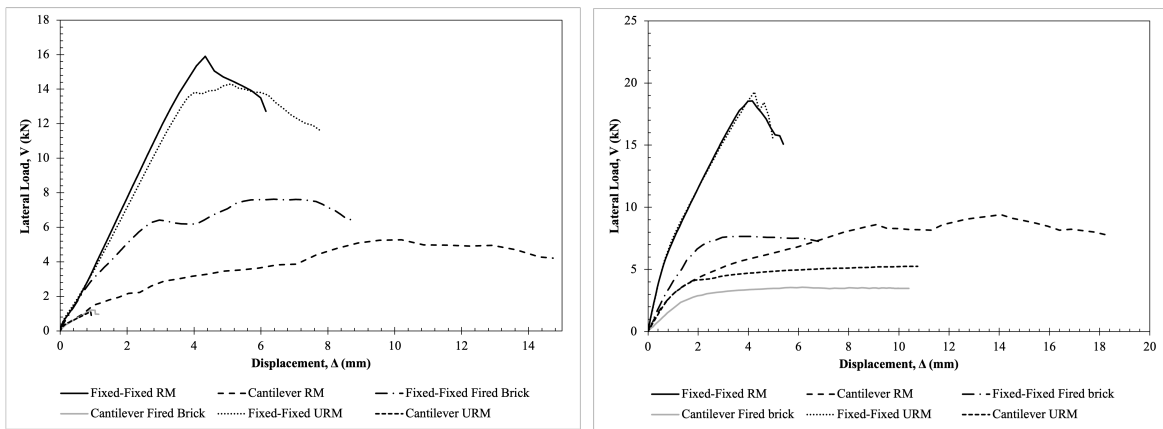 18
16
14
12
10
8
6
4
2
0
Lateral Load, V (kN)
0 2 4 6 8 10 12 14
Displacement, Δ (mm)
Fixed-Fixed RM Cantilever RM Fixed-Fixed Fired Brick
Cantilever Fired Brick Fixed-Fixed URM Cantilever URM
25
20
15
10
5
0
Lateral Load, V (kN)
0 2 4 6 8 10 12 14 16 18 20
Displacement, Δ (mm)
Fixed-Fixed RM Cantilever RM Fixed-Fixed Fired brick
Cantilever Fired brick Fixed-Fixed URM Cantilever URM